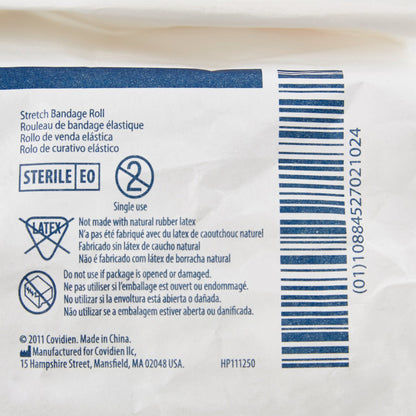 Stretch Bandage Roll
Rouleau de bandage élastique
Rollo de venda elástica
Rolo de curativo elástico
STERILE EO
2
Single use
LATEX
Not made with natural rubber latex
N'a pas été fabriqué avec du latex de caoutchouc naturel
Fabricado sin látex de caucho natural
Não é fabricado com látex de borracha natural
Do not use if package is opened or damaged.
Ne pas utiliser si l'emballage est ouvert ou endommagé.
No utilizar si la envoltura está abierta o dañada.
Não utilizar se a embalagem estiver aberta ou danificada.
© 2011 Covidien. Made in China.
Manufactured for Covidien llc,
15 Hampshire Street, Mansfield, MA 02048 USA.
HP111250
(01)10884527021024